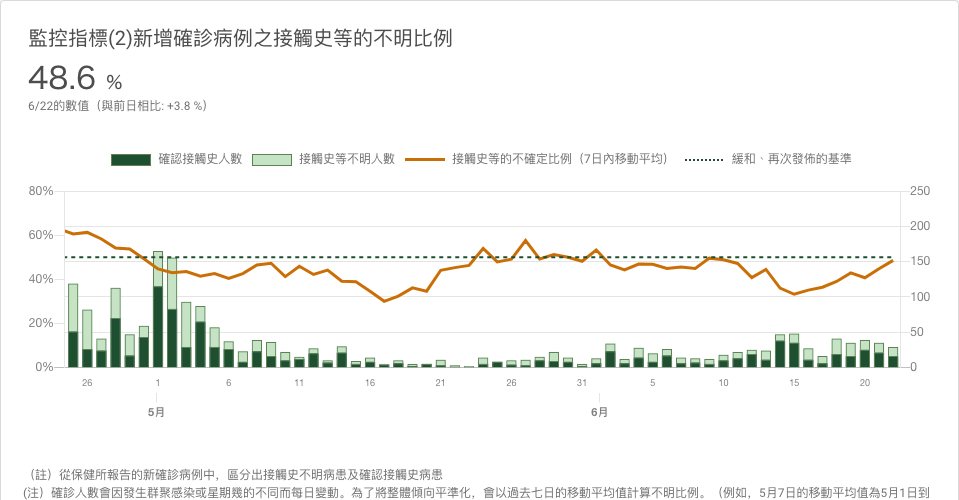 監控指標(2)新增確診病例之接觸史等的不明比例
48.6 %
6/22的數值（與前日相比: +3.8 %）
確認接觸史人數 接觸史等不明人數 接觸史等的不確定比例（7日內移動平均） 緩和、再次發佈的基準
80% 250
200
60%
150
40%
100
20%
50
0% 0
26 1 6 11 16 21 26 31 5 10 15 20
5月 6月
（註）從保健所報告的新確診病例中，區分出接觸史不明病患及確認接觸史病患
(注）確診人數會因發生群聚感染或星期幾的不同而每日變動。為了將整體傾向平準化，會以過去七日的移動平均值計算不明比例。（例如，5月7日的移動平均值為5月1日到